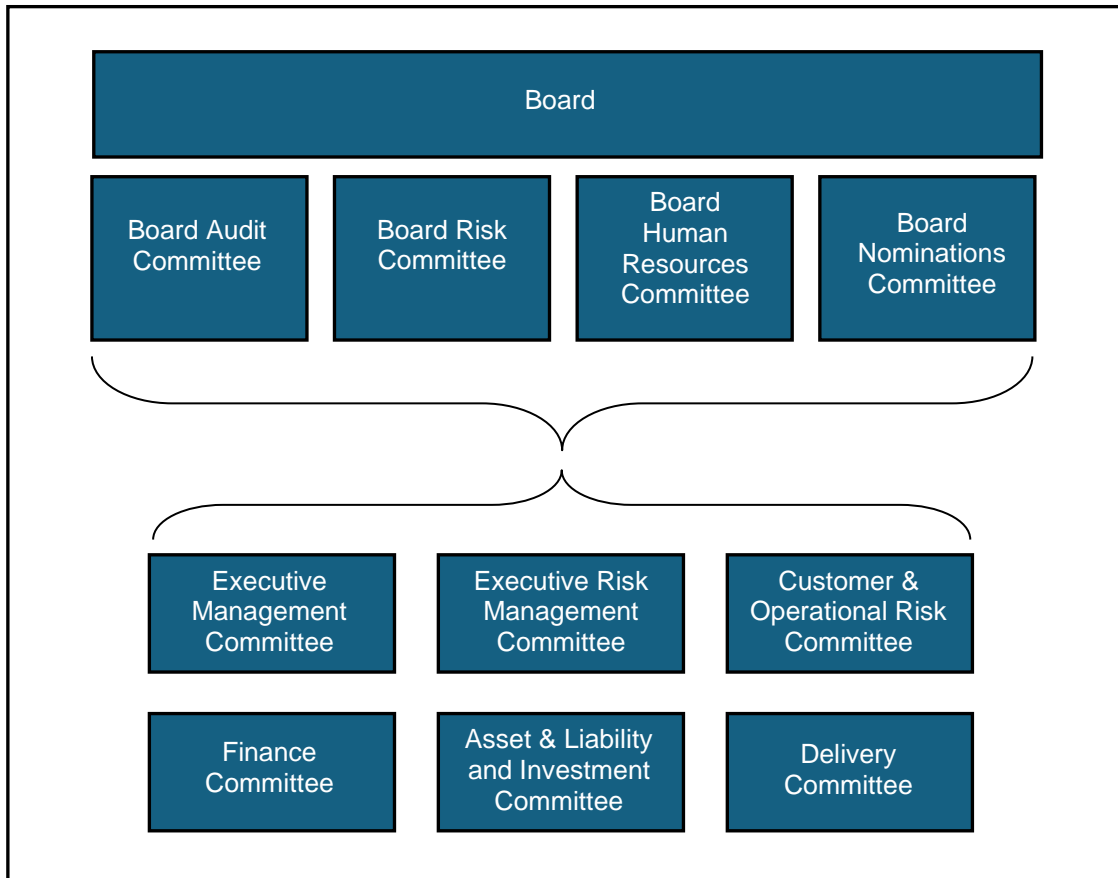 Board
Board Audit
Committee
Board Risk
Committee
Board
Human
Resources
Committee
Board
Nominations
Committee
Executive
Management
Committee
Executive Risk
Management
Committee
Customer &
Operational Risk
Committee
Finance
Committee
Asset & Liability
and Investment
Committee
Delivery
Committee